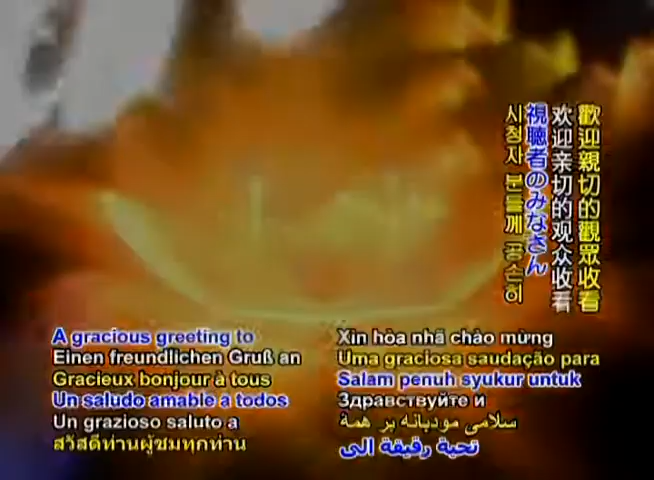 歡迎親切的觀眾收看
欢迎亲切的观众收看
視聴者のみなさん
시청자 분들께 공손히
A gracious greeting to
Einen freundlichen Gruß an
Gracieux bonjour à tous
Un saludo amable a todos
Un grazioso saluto a
สวัสดีท่านผู้ชมทุกท่าน
Xin hòa nhã chào mừng
Uma graciosa saudação para
Salam penuh syukur untuk
Здравствуйте и
سلامی مودبانه بر همۀ
تحية رقيقة الى